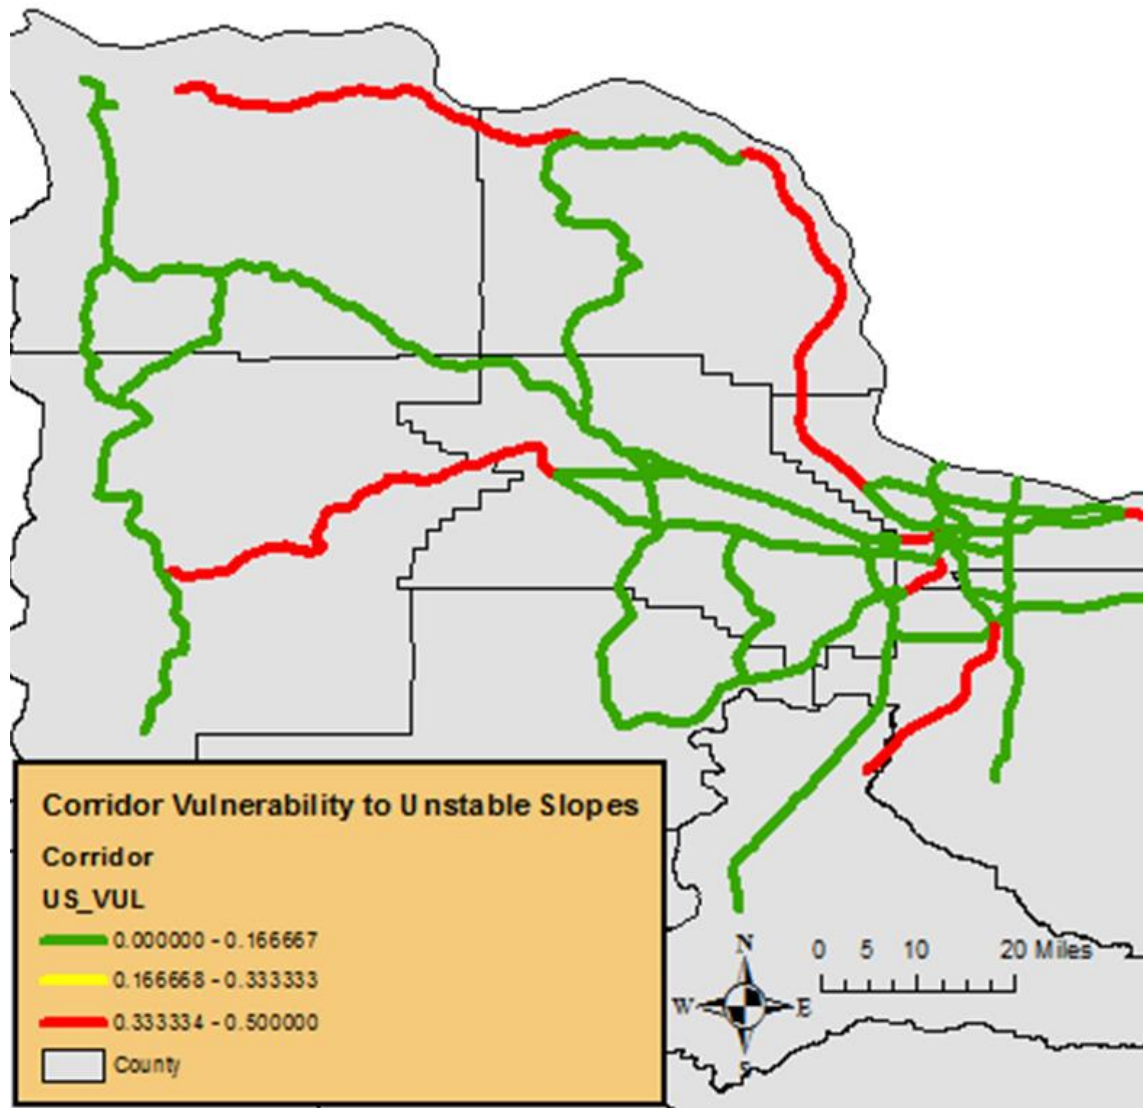 Corridor Vulnerability to Unstable Slopes
Corridor
US_VUL
0.000000 - 0.166667
0.166668 - 0.333333
0.333334 - 0.500000
County
N
W
E
S
0 5 10 20 Miles